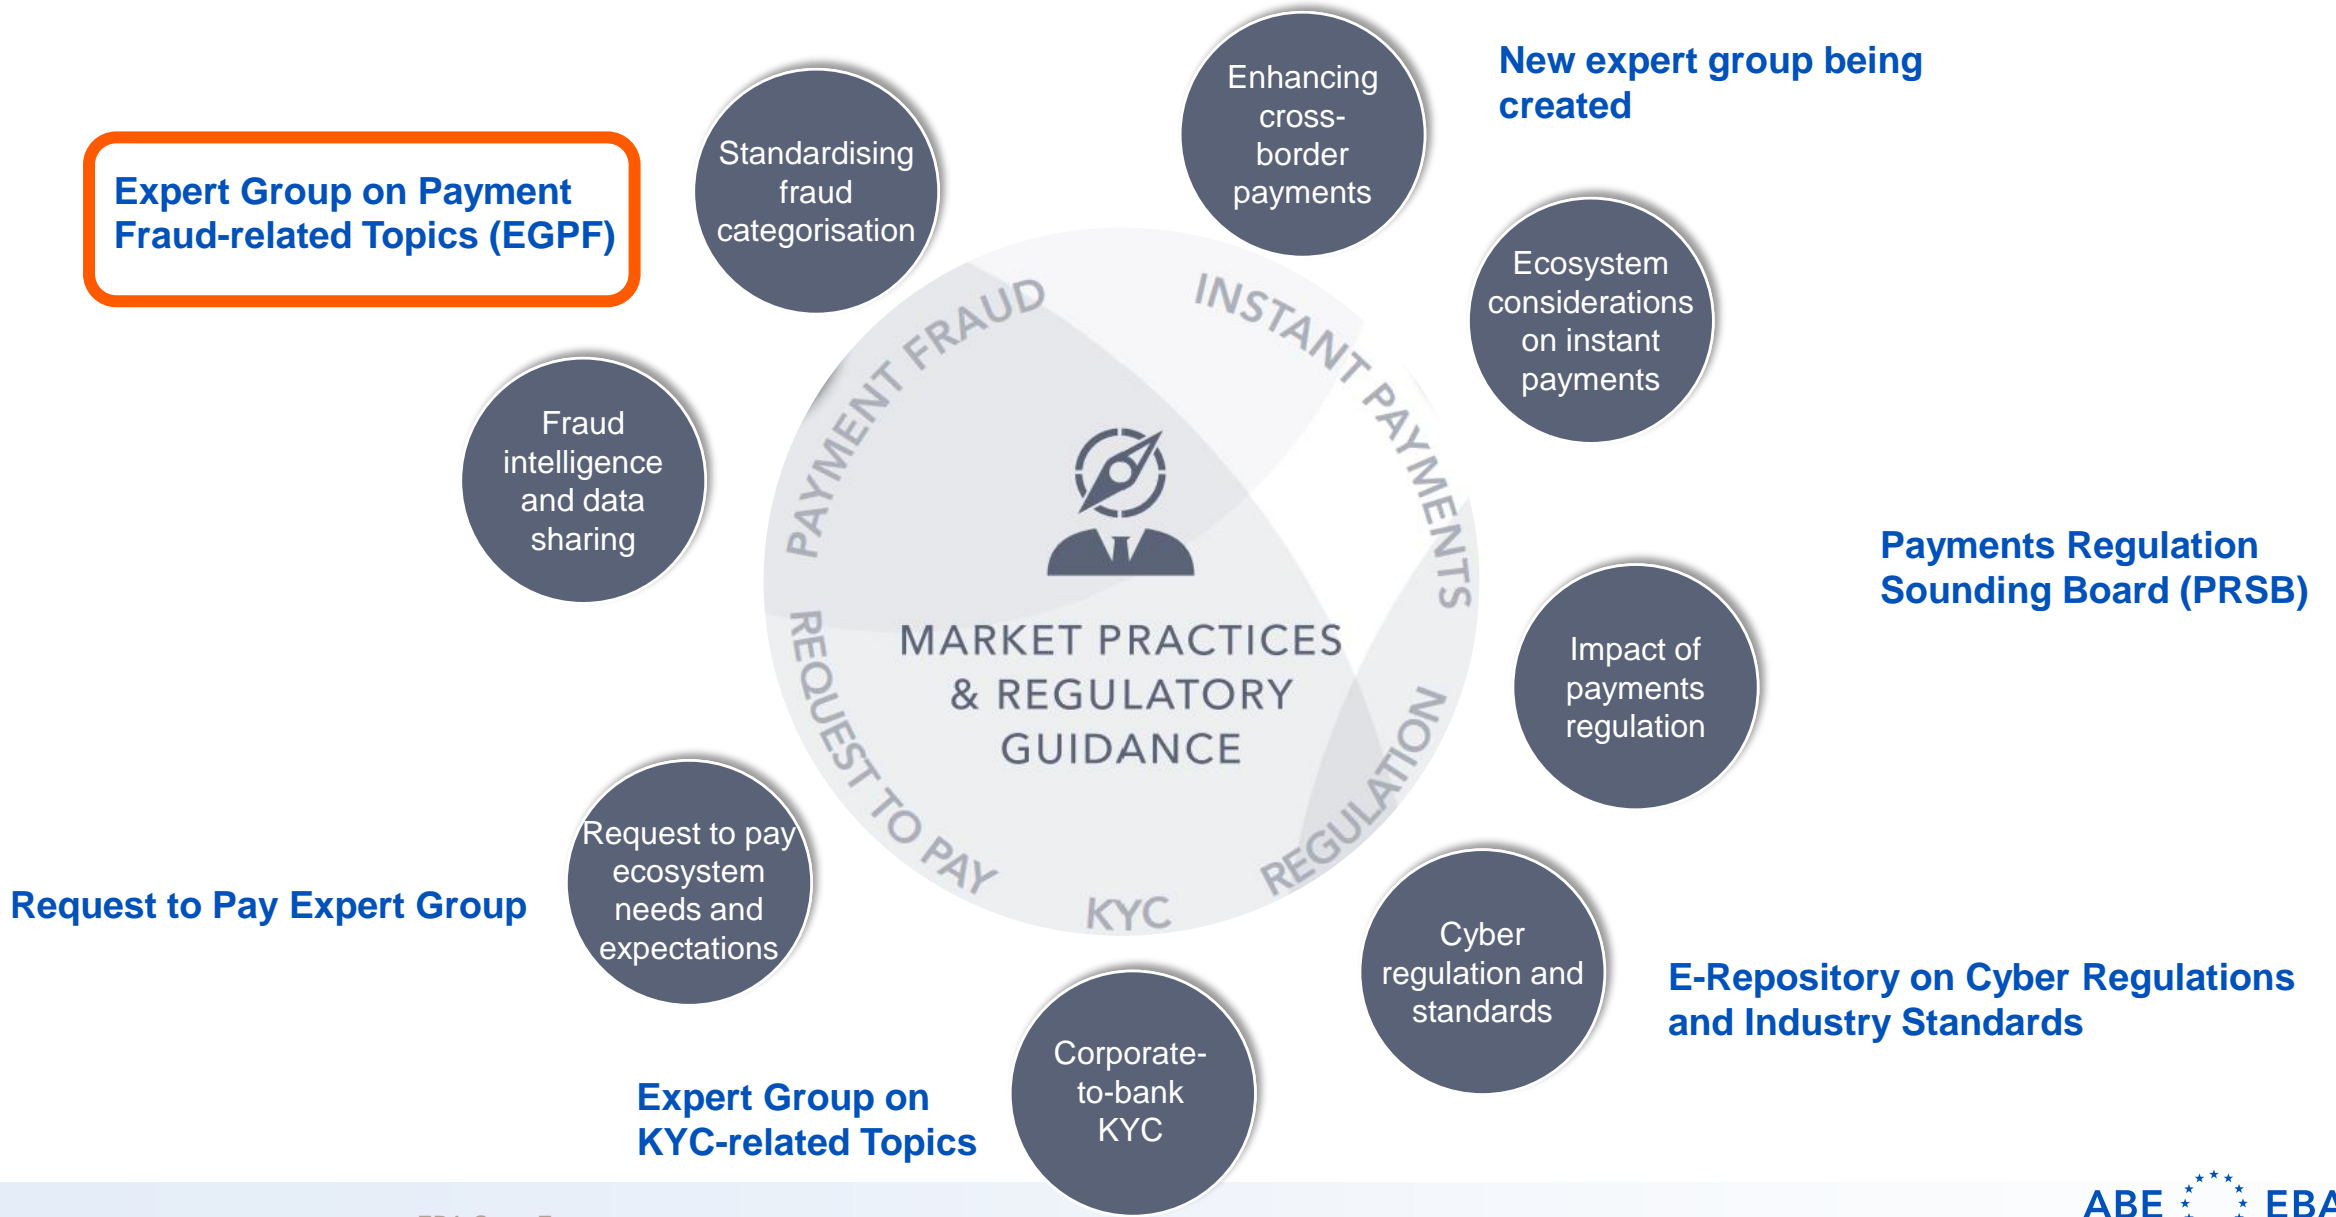 Enhancing
cross-
border
payments
New expert group being
created
Standardising
fraud
categorisation
Expert Group on Payment
Fraud-related Topics (EGPF)
Ecosystem
considerations
on instant
payments
PAYMENT FRAUD
INSTANT PAYMENTS
Fraud
intelligence
and data
sharing
Payments Regulation
Sounding Board (PRSB)
MARKET PRACTICES
& REGULATORY
GUIDANCE
Impact of
payments
regulation
REQUEST TO PAY
KYC
REGULATION
Request to pay
ecosystem
needs and
expectations
Request to Pay Expert Group
Cyber
regulation and
standards
E-Repository on Cyber Regulations
and Industry Standards
Corporate-
to-bank
KYC
Expert Group on
KYC-related Topics
ABE EBA